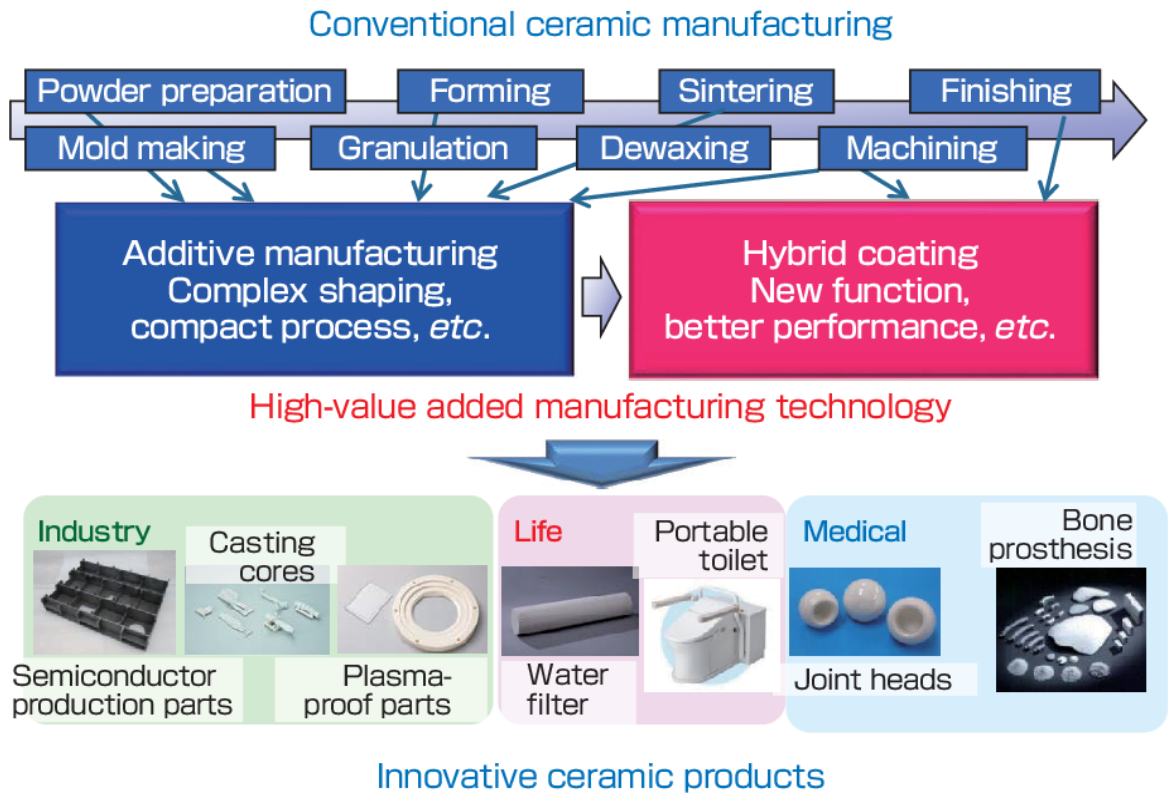 Conventional ceramic manufacturing
Powder preparation
Forming
Sintering
Finishing
Mold making
Granulation
Dewaxing
Machining
Additive manufacturing
Complex shaping,
compact process, etc.
Hybrid coating
New function,
better performance, etc.
High-value added manufacturing technology
Industry
Casting
cores
Semiconductor
production parts
Plasma-
proof parts
Life
Portable
toilet
Water
filter
Medical
Bone
prosthesis
Joint heads
Innovative ceramic products